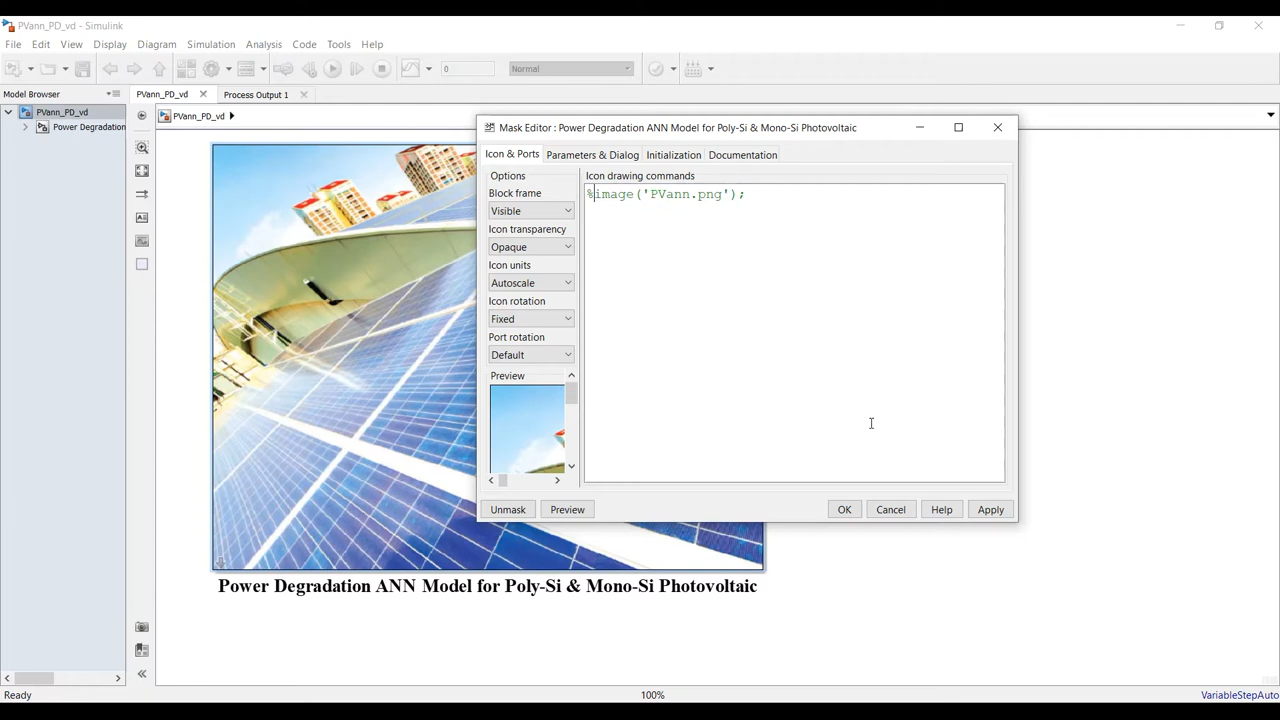 PVann_PD_vd - Simulink
File Edit View Display Diagram Simulation Analysis Code Tools Help
0
Normal
Model Browser
PVann_PD_vd
Process Output 1
PVann_PD_vd
Power Degradation
PVann_PD_vd
Mask Editor : Power Degradation ANN Model for Poly-Si & Mono-Si Photovoltaic
Icon & Ports
Parameters & Dialog
Initialization
Documentation
Options
Block frame
Visible
Icon transparency
Opaque
Icon units
Autoscale
Icon rotation
Fixed
Port rotation
Default
Preview
Icon drawing commands
%image('PVann.png');
Unmask
Preview
OK
Cancel
Help
Apply
Power Degradation ANN Model for Poly-Si & Mono-Si Photovoltaic
Ready
100%
VariableStepAuto